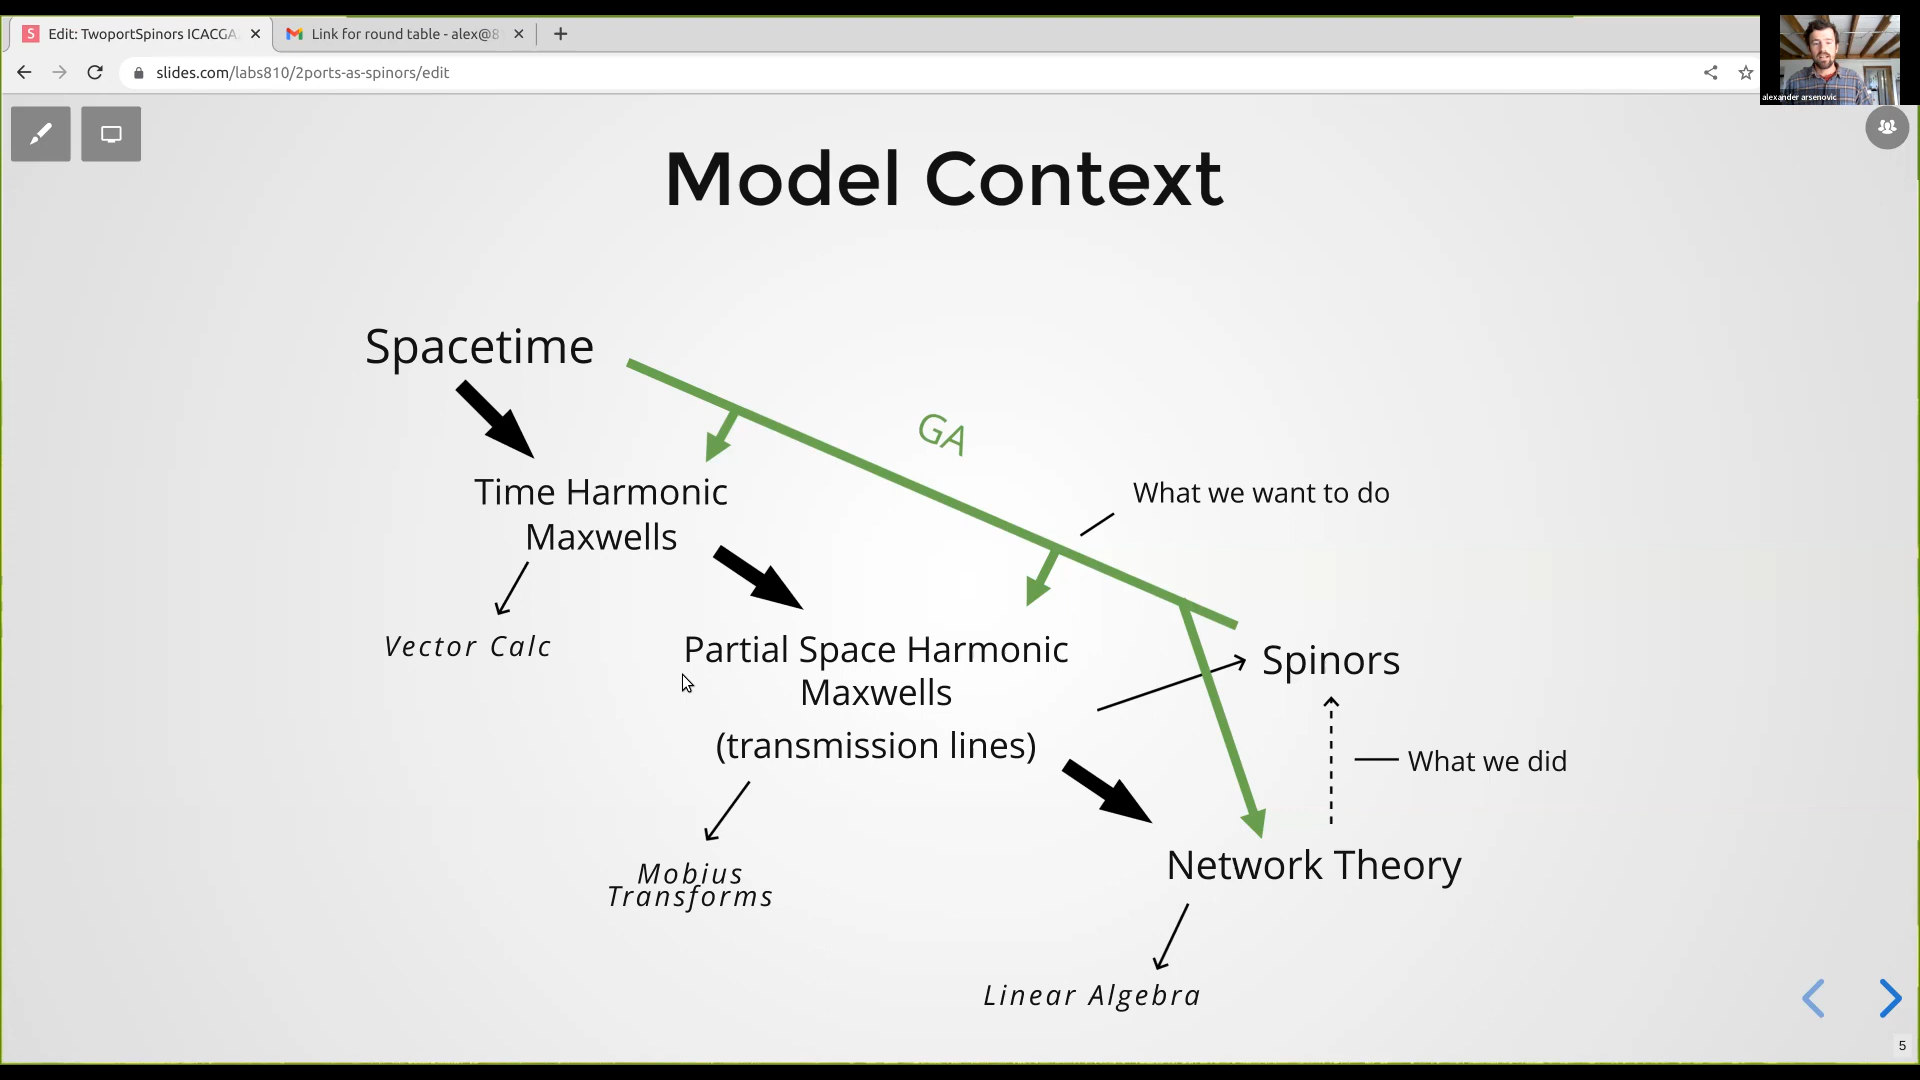 Edit: TwoportSpinors ICACGA
Link for round table - alex@8
slides.com/labs810/2ports-as-spinors/edit
alexander arsenovic
Model Context
Spacetime
GA
Time Harmonic
Maxwells
What we want to do
Vector Calc
Partial Space Harmonic
Maxwells
(transmission lines)
Spinors
What we did
Mobius
Transforms
Network Theory
Linear Algebra
5